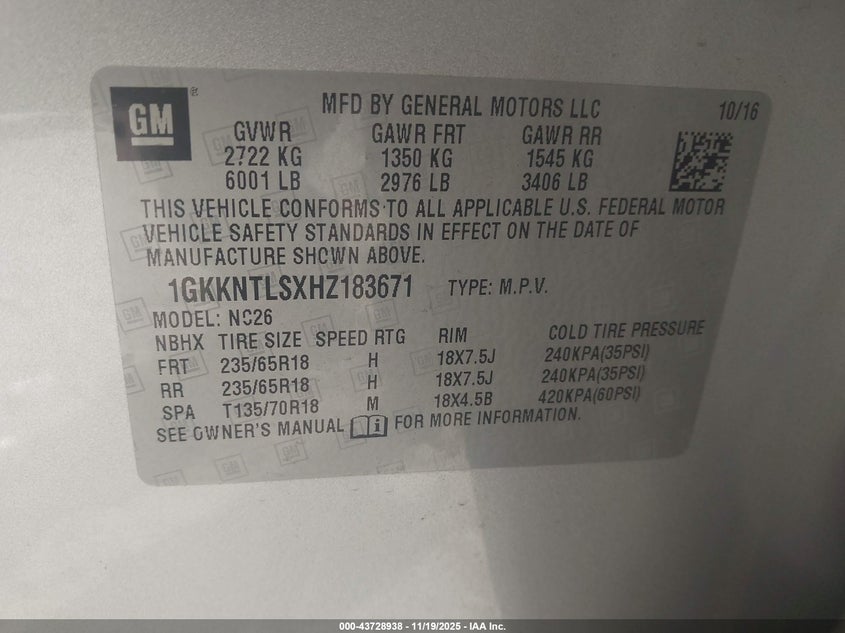 GM ®
MFD BY GENERAL MOTORS LLC 10/16
GVWR GAWR FRT GAWR RR
2722 KG 1350 KG 1545 KG
6001 LB 2976 LB 3406 LB
THIS VEHICLE CONFORMS TO ALL APPLICABLE U.S. FEDERAL MOTOR
VEHICLE SAFETY STANDARDS IN EFFECT ON THE DATE OF
MANUFACTURE SHOWN ABOVE.
1GKKNTLSXHZ183671 TYPE: M.P.V.
MODEL: NC26
NBHX TIRE SIZE SPEED RTG RIM COLD TIRE PRESSURE
FRT 235/65R18 H 18X7.5J 240KPA(35PSI)
RR 235/65R18 H 18X7.5J 240KPA(35PSI)
SPA T135/70R18 M 18X4.5B 420KPA(60PSI)
SEE OWNER'S MANUAL i FOR MORE INFORMATION.
000-43728938 - 11/19/2025 - IAA Inc.